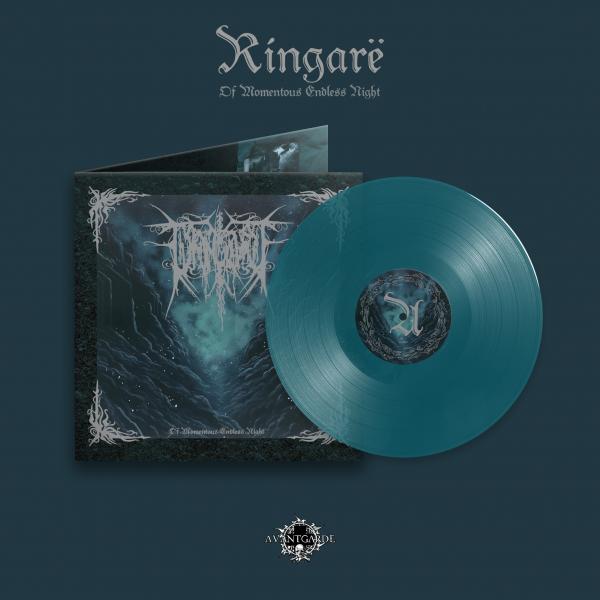 Ríngarë
Of Momentous Endless Night
Of Momentous Endless Night
A
AVANTGARDE